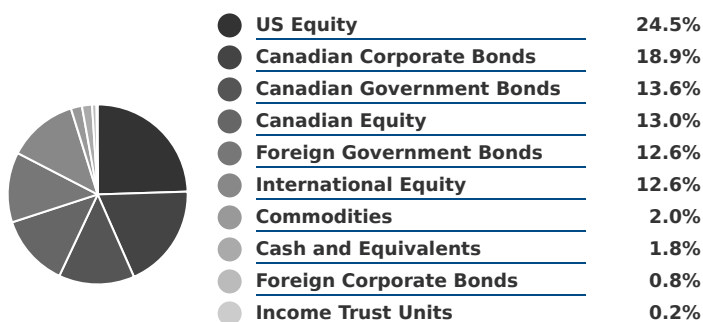 US Equity 24.5%
Canadian Corporate Bonds 18.9%
Canadian Government Bonds 13.6%
Canadian Equity 13.0%
Foreign Government Bonds 12.6%
International Equity 12.6%
Commodities 2.0%
Cash and Equivalents 1.8%
Foreign Corporate Bonds 0.8%
Income Trust Units 0.2%